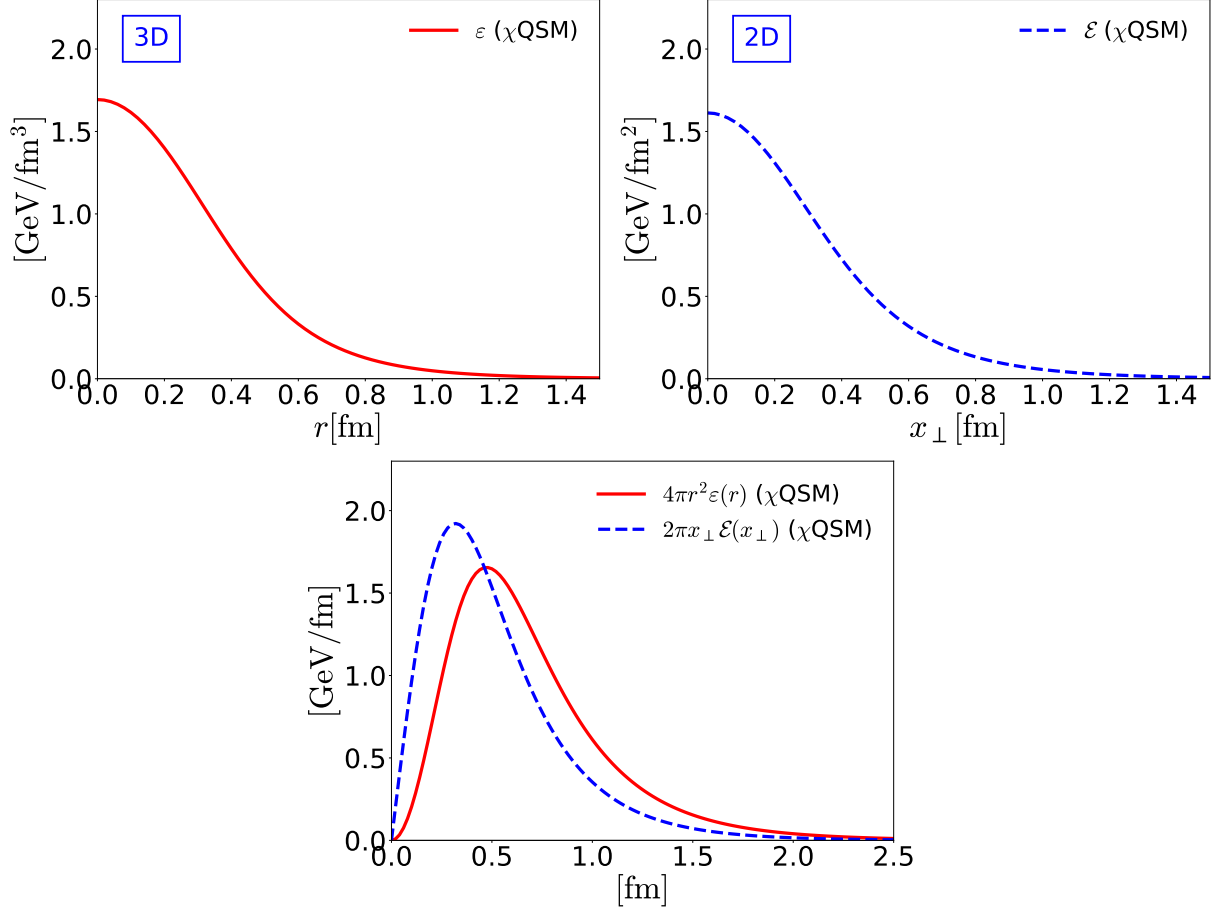 3D
ε (χQSM)
[GeV/fm³]
2.0
1.5
1.0
0.5
0.0
0.0 0.2 0.4 0.6 0.8 1.0 1.2 1.4
r[fm]
2D
ℰ (χQSM)
[GeV/fm²]
2.0
1.5
1.0
0.5
0.0
0.0 0.2 0.4 0.6 0.8 1.0 1.2 1.4
x⊥[fm]
4πr²ε(r) (χQSM)
2πx⊥ℰ(x⊥) (χQSM)
[GeV/fm]
2.0
1.5
1.0
0.5
0.0
0.0 0.5 1.0 1.5 2.0 2.5
[fm]